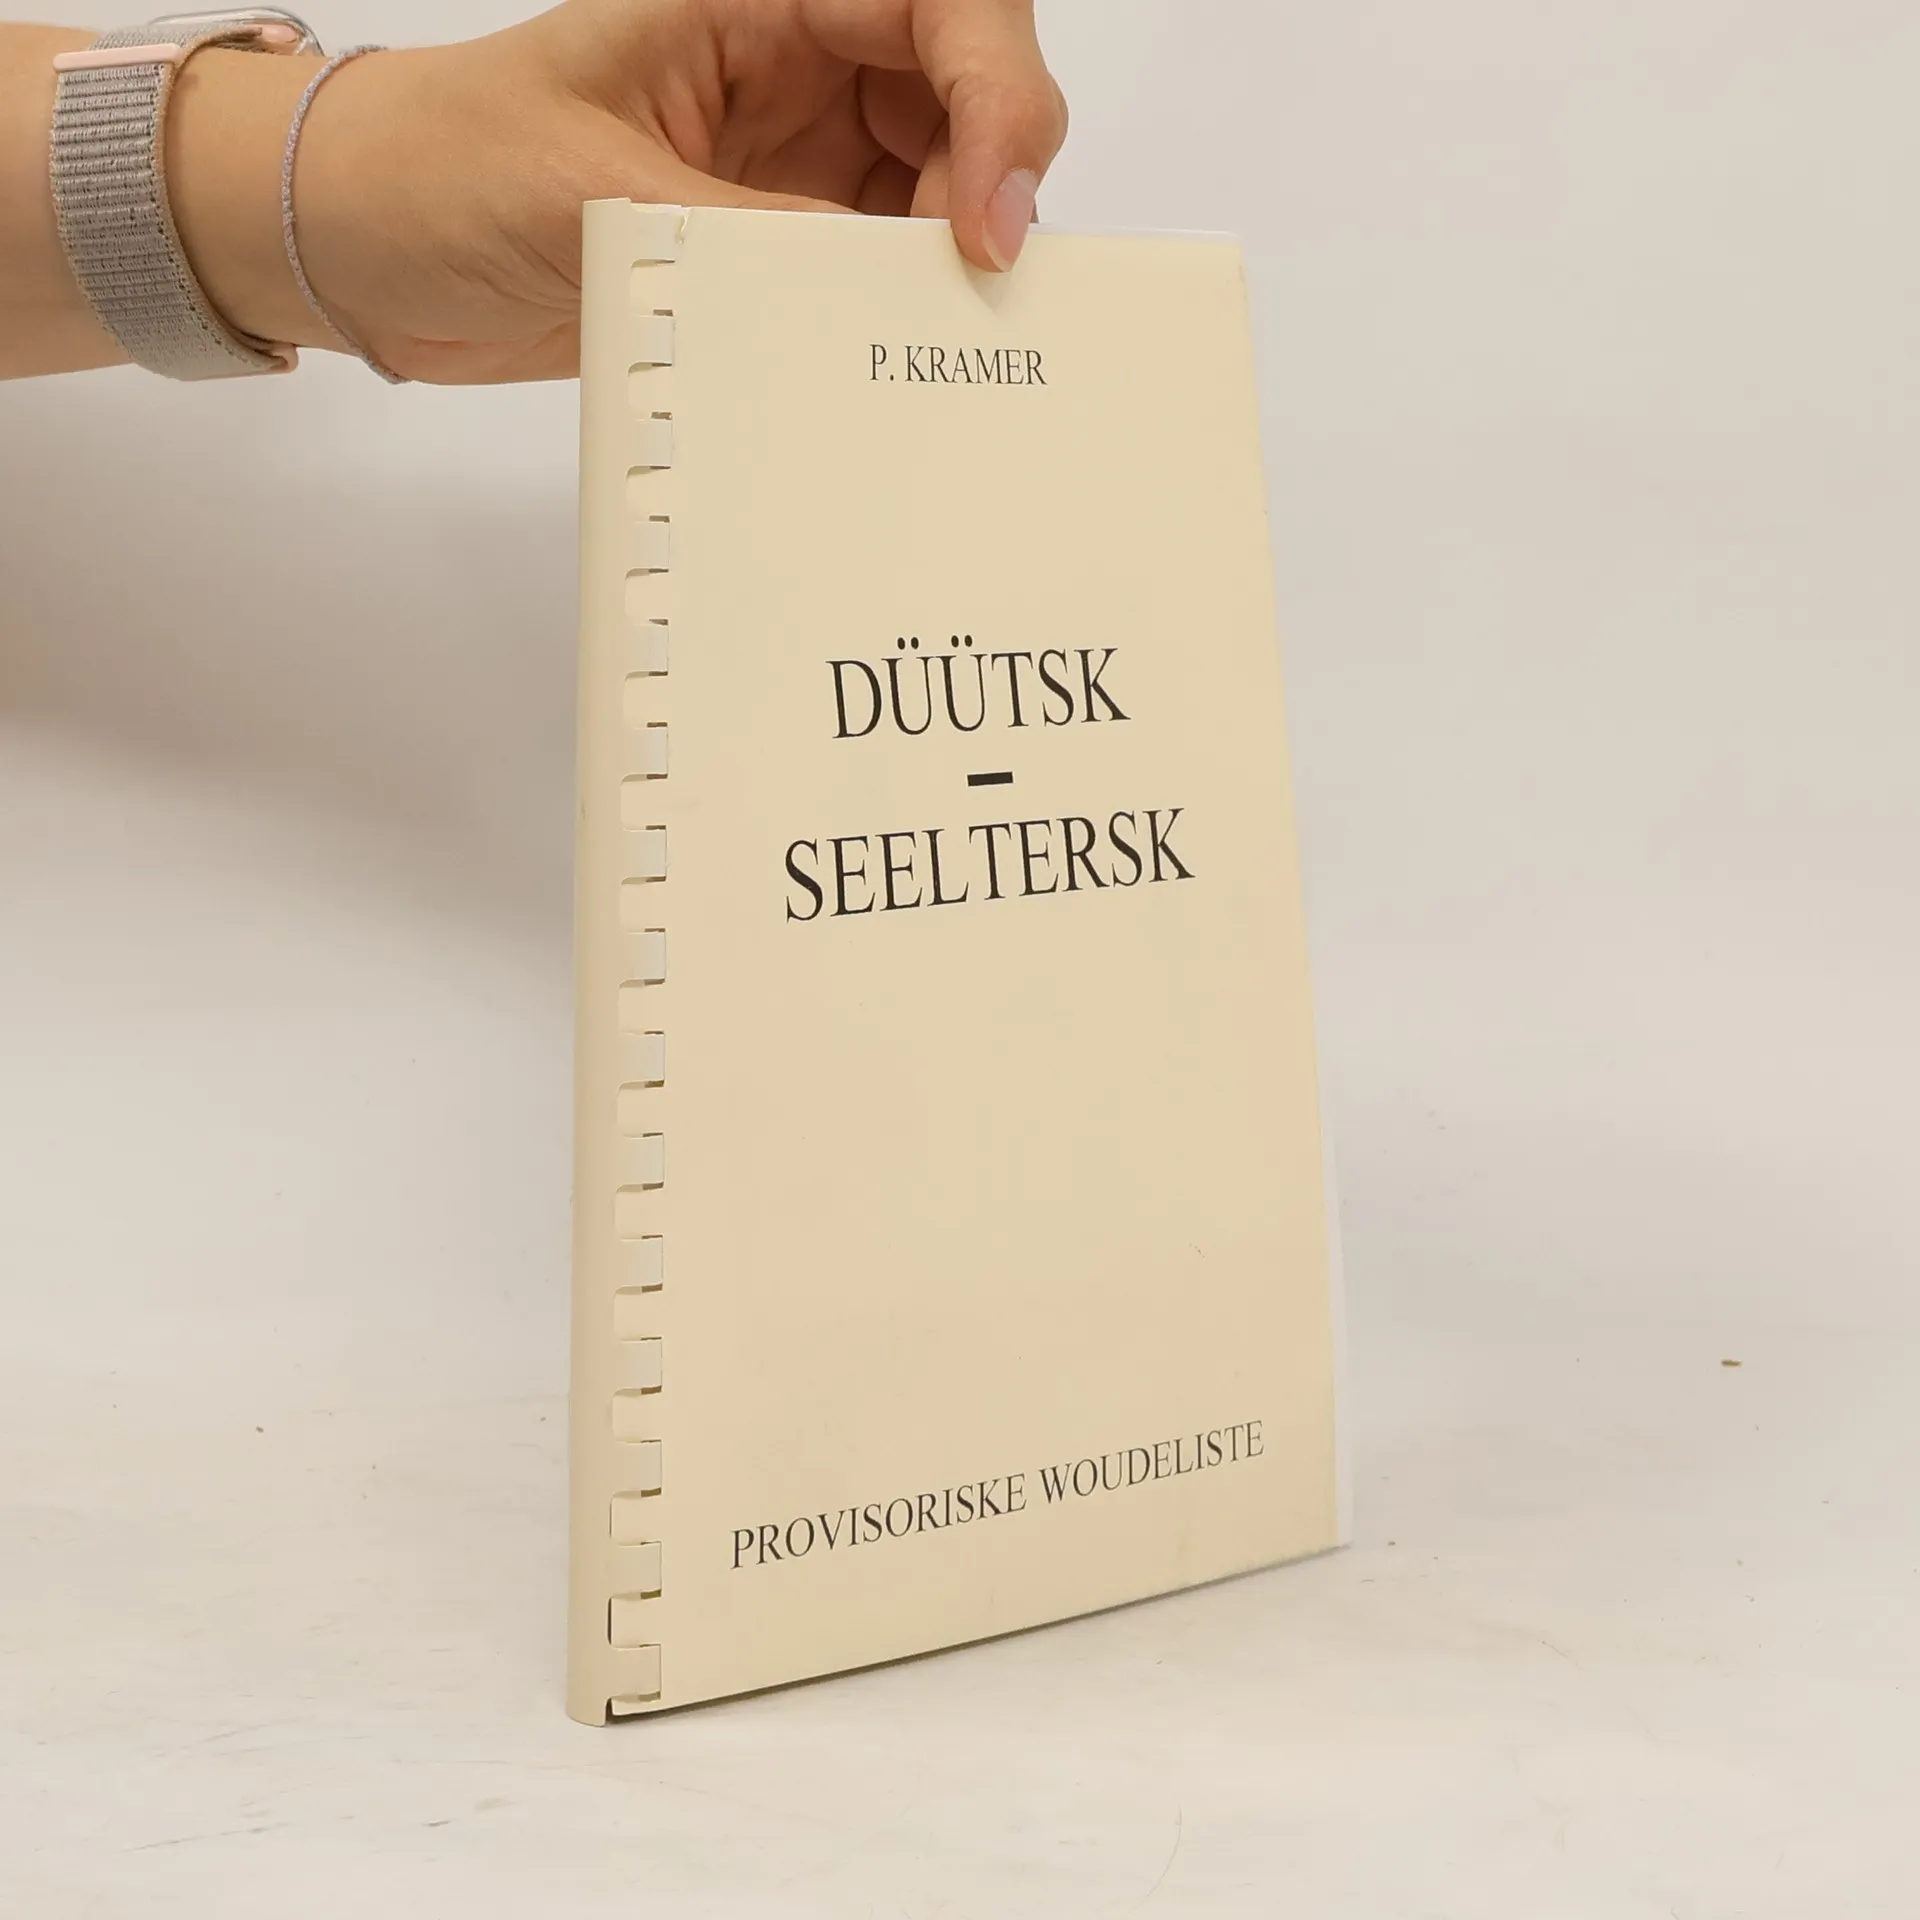 P. KRAMER
DÜÜTSK
-
SEELTERSK
PROVISORISKE WOUDELISTE